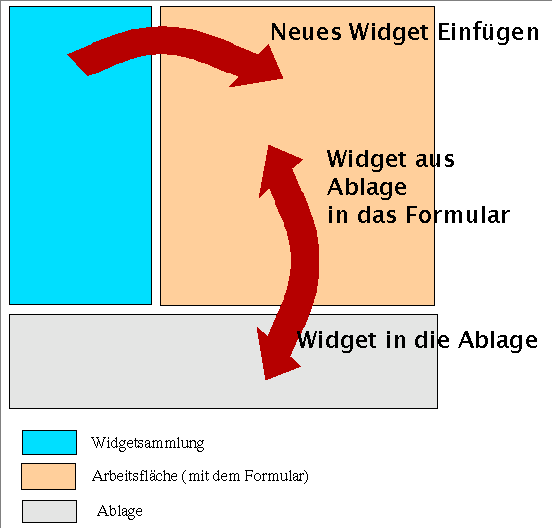 Neues Widget Einfügen
Widget aus
Ablage
in das Formular
Widget in die Ablage
Widgetsammlung
Arbeitsfläche ( mit dem Formular)
Ablage